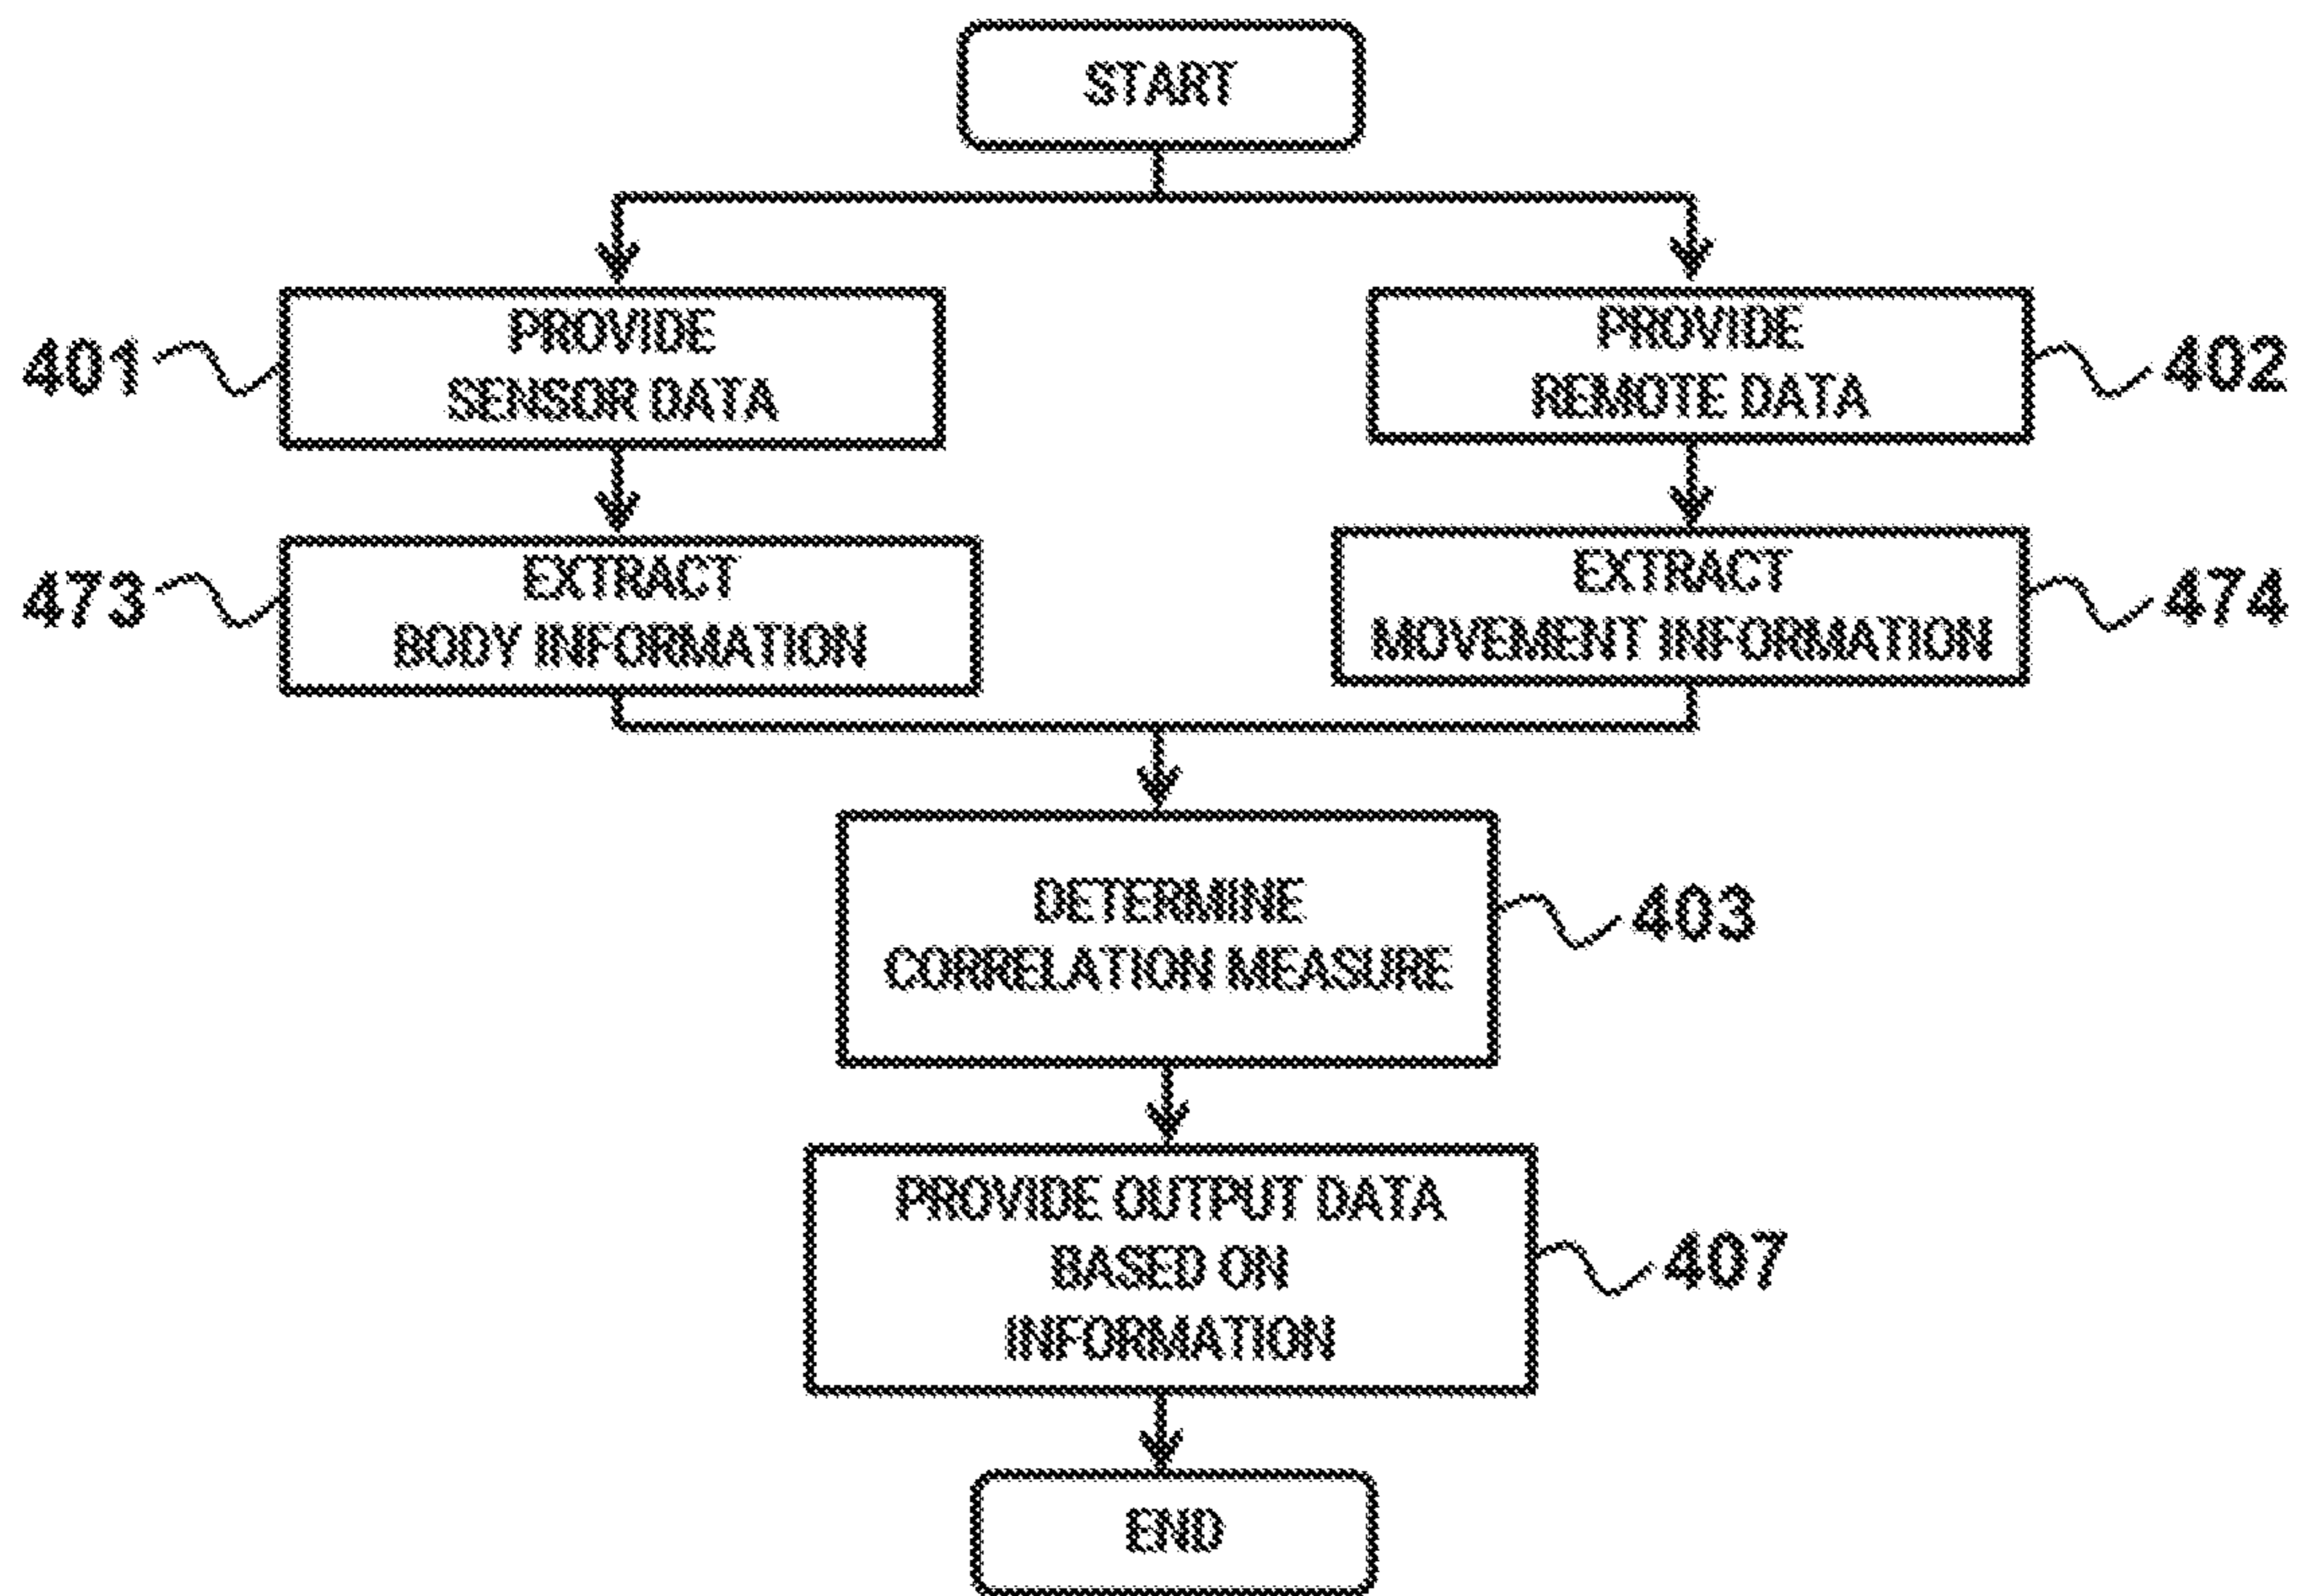 START
PROVIDE
SENSOR DATA
401
PROVIDE
REMOTE DATA
402
EXTRACT
BODY INFORMATION
473
EXTRACT
MOVEMENT INFORMATION
474
DETERMINE
CORRELATION MEASURE
403
PROVIDE OUTPUT DATA
BASED ON
INFORMATION
407
END